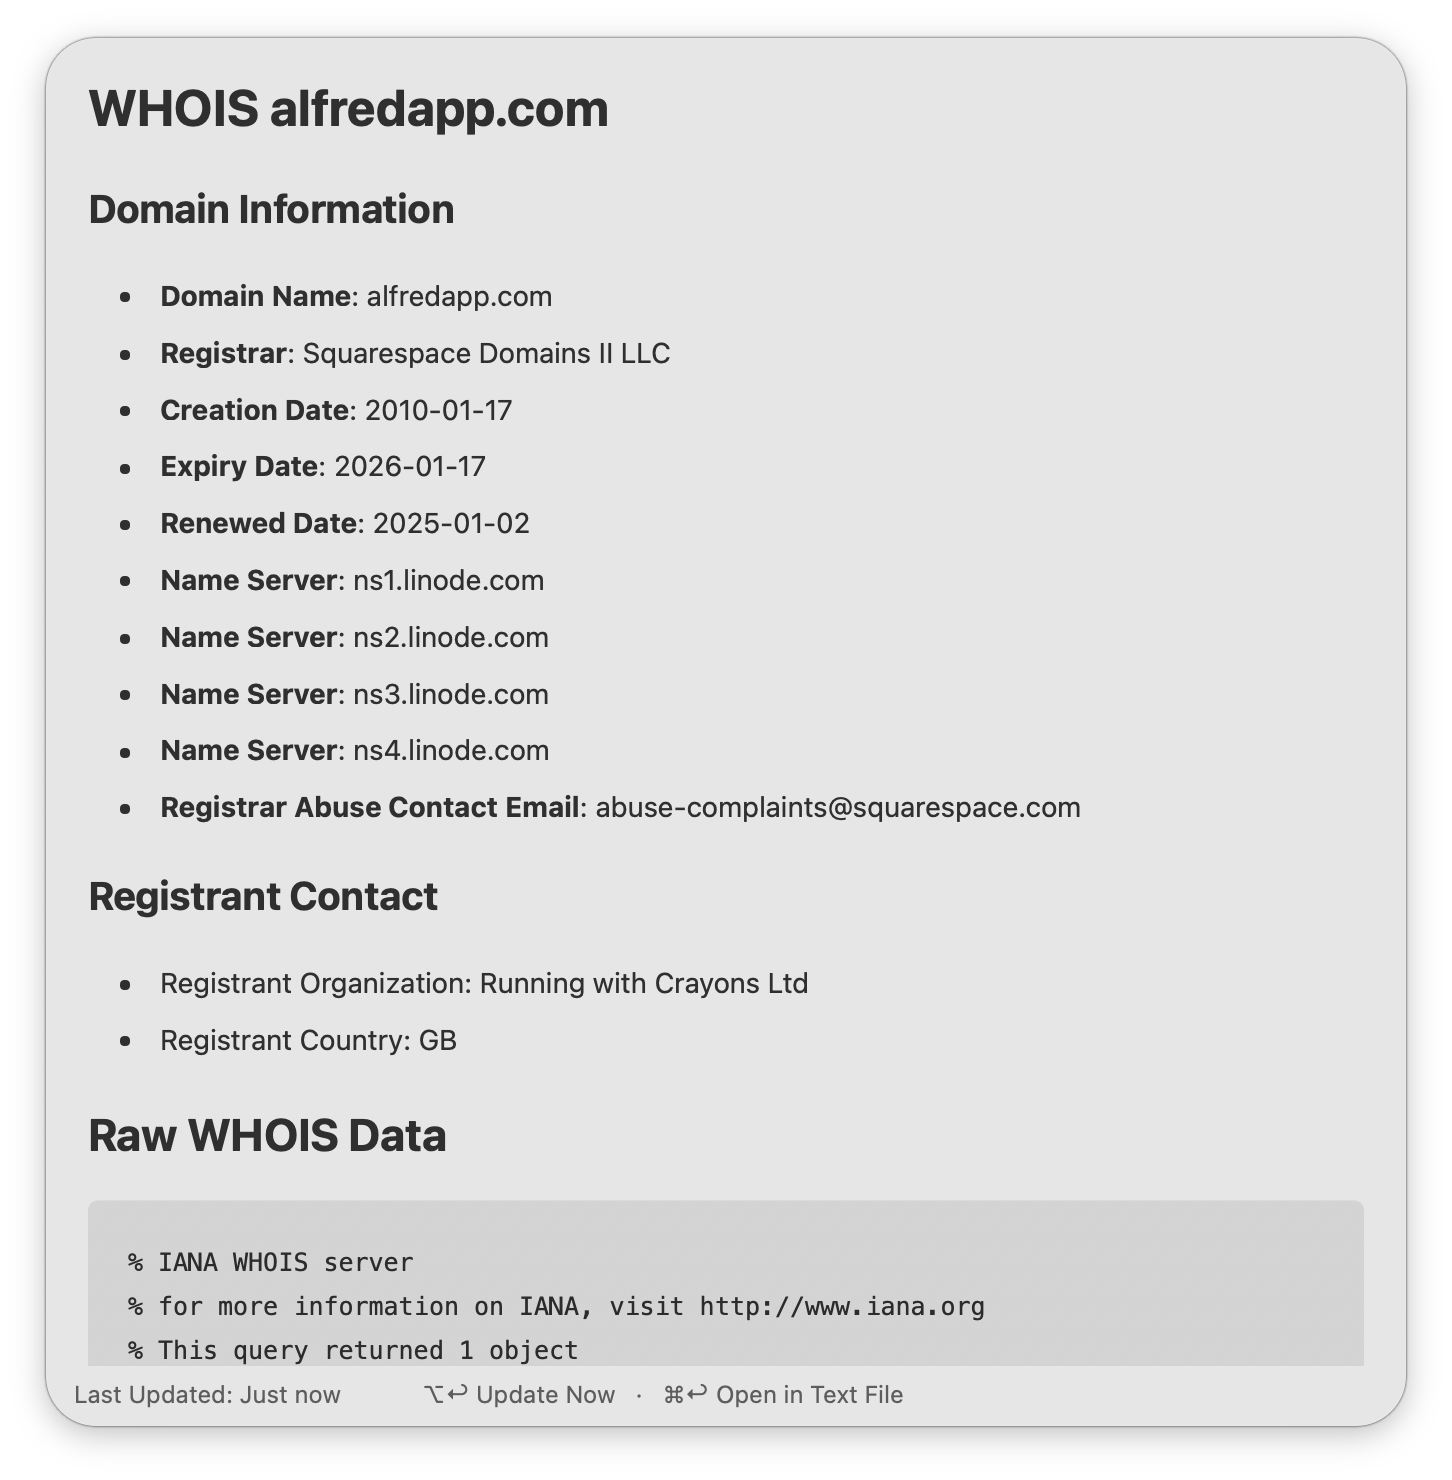 WHOIS alfredapp.com
Domain Information
• Domain Name: alfredapp.com
• Registrar: Squarespace Domains II LLC
• Creation Date: 2010-01-17
• Expiry Date: 2026-01-17
• Renewed Date: 2025-01-02
• Name Server: ns1.linode.com
• Name Server: ns2.linode.com
• Name Server: ns3.linode.com
• Name Server: ns4.linode.com
• Registrar Abuse Contact Email: abuse-complaints@squarespace.com
Registrant Contact
• Registrant Organization: Running with Crayons Ltd
• Registrant Country: GB
Raw WHOIS Data
% IANA WHOIS server
% for more information on IANA, visit http://www.iana.org
% This query returned 1 object
Last Updated: Just now ⌥↩ Update Now · ⌘↩ Open in Text File